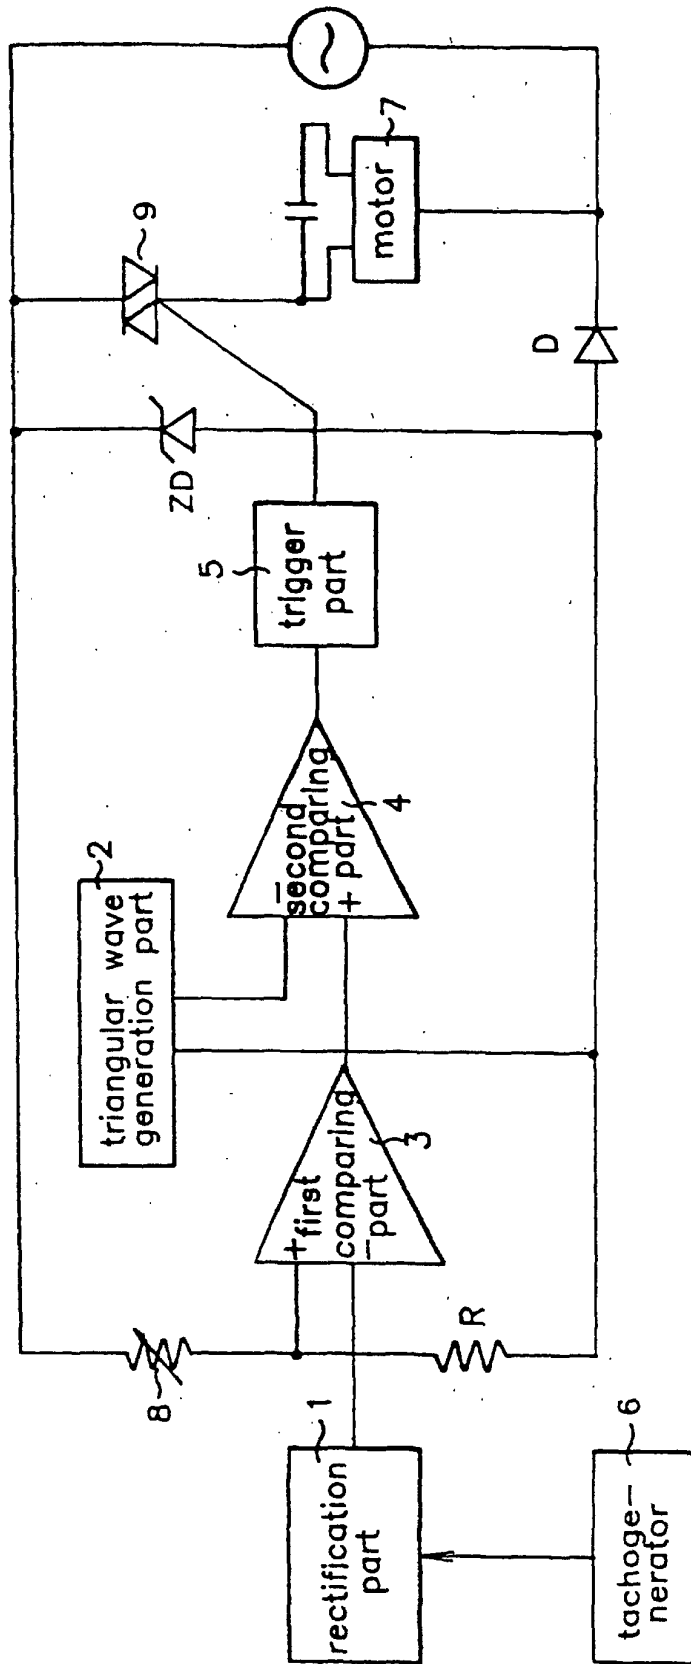 9
7
motor
D
ZD
5
trigger
part
second
comparing
+ part
−
4
2
triangular wave
generation part
+first
comparing
−part
3
8
R
1
rectification
part
6
tachoge—
nerator